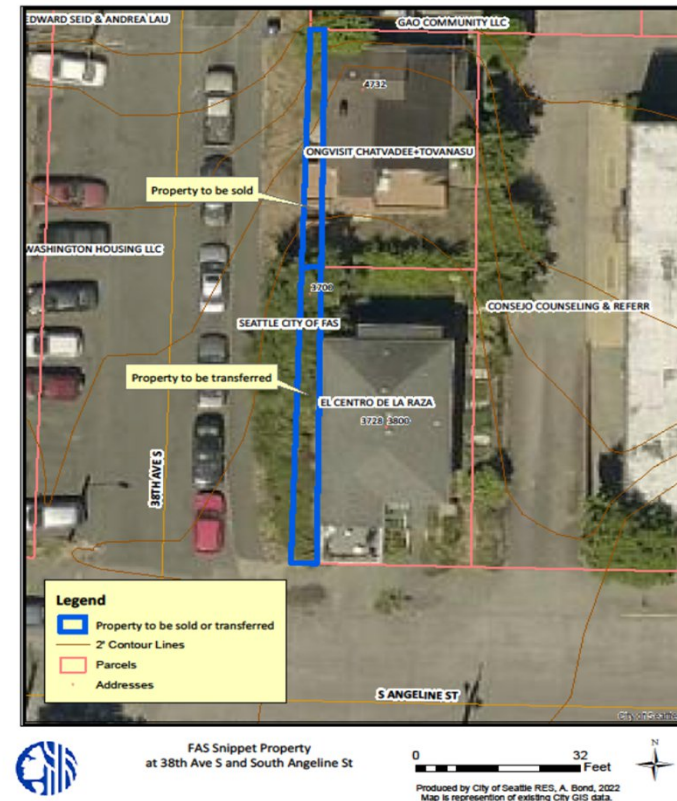 EDWARD SEID & ANDREA LAU
GAO COMMUNITY LLC
4732
ONGVISIT CHATVADEE+TOVANASU
Property to be sold
WASHINGTON HOUSING LLC
3700
CONSEJO COUNSELING & REFERR
SEATTLE CITY OF FAS
Property to be transferred
EL CENTRO DE LA RAZA
3728 3800
38TH AVE S
Legend
Property to be sold or transferred
2' Contour Lines
Parcels
Addresses
S ANGELINE ST
City of Seattle
FAS Snippet Property
at 38th Ave S and South Angeline St
0 32
Feet
N
Produced by City of Seattle RES, A. Bond, 2022
Map is represention of existing City GIS data.